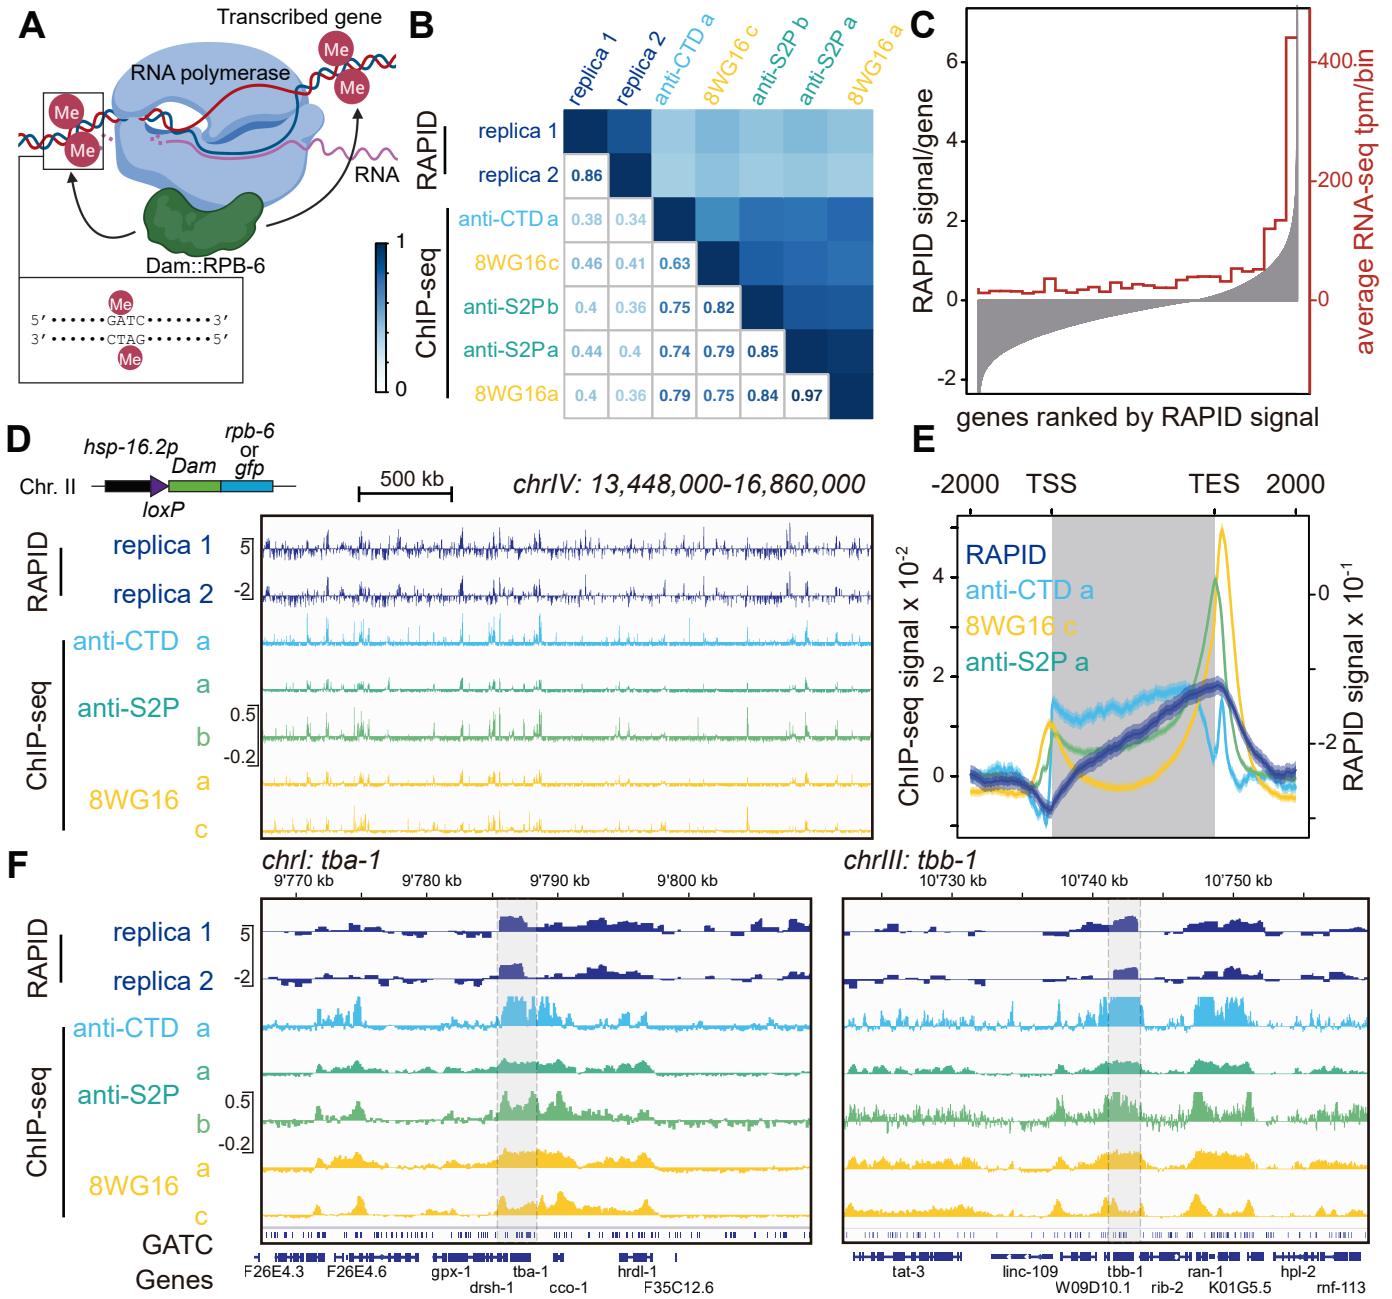 A
Transcribed gene
Me
Me
RNA polymerase
Me
Me
RNA
Dam::RPB-6
Me
5′ ••••••GATC•••••••3′
3′ ••••••CTAG•••••••5′
Me
B
replica 1
replica 2
anti-CTD a
8WG16 c
anti-S2P b
anti-S2P a
8WG16 a
RAPID
replica 1
replica 2 0.86
ChIP-seq
anti-CTD a 0.38 0.34
8WG16 c 0.46 0.41 0.63
anti-S2P b 0.4 0.36 0.75 0.82
anti-S2P a 0.44 0.4 0.74 0.79 0.85
8WG16 a 0.4 0.36 0.79 0.75 0.84 0.97
1
0
C
RAPID signal/gene
6
4
2
0
-2
400
200
0
average RNA-seq tpm/bin
genes ranked by RAPID signal
D
hsp-16.2p
Dam
rpb-6
or
gfp
Chr. II
loxP
500 kb
chrIV: 13,448,000-16,860,000
RAPID
replica 1
replica 2
5
-2
ChIP-seq
anti-CTD a
anti-S2P
a
b
0.5
-0.2
8WG16
a
c
E
-2000 TSS TES 2000
RAPID
anti-CTD a
8WG16 c
anti-S2P a
ChIP-seq signal x 10-2
4
2
0
0
-2
RAPID signal x 10-1
F
chrI: tba-1
9'770 kb 9'780 kb 9'790 kb 9'800 kb
chrIII: tbb-1
10'730 kb 10'740 kb 10'750 kb
RAPID
replica 1
replica 2
5
-2
ChIP-seq
anti-CTD a
anti-S2P
a
b
0.5
-0.2
8WG16
a
c
GATC
Genes
F26E4.3 F26E4.6 gpx-1 tba-1 hrdl-1
drsh-1 cco-1 F35C12.6
tat-3 linc-109 tbb-1 ran-1 hpl-2
W09D10.1 rib-2 K01G5.5 rnf-113